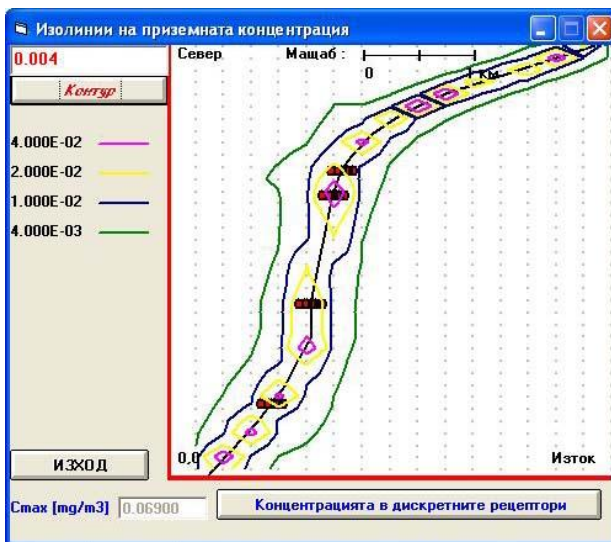 Изолинии на приземната концентрация
0.004
Контур
4.000E-02
2.000E-02
1.000E-02
4.000E-03
ИЗХОД
Север
Мащаб :
0
1 км
0,0
Изток
Cmax [mg/m3]
0.06900
Концентрацията в дискретните рецептори